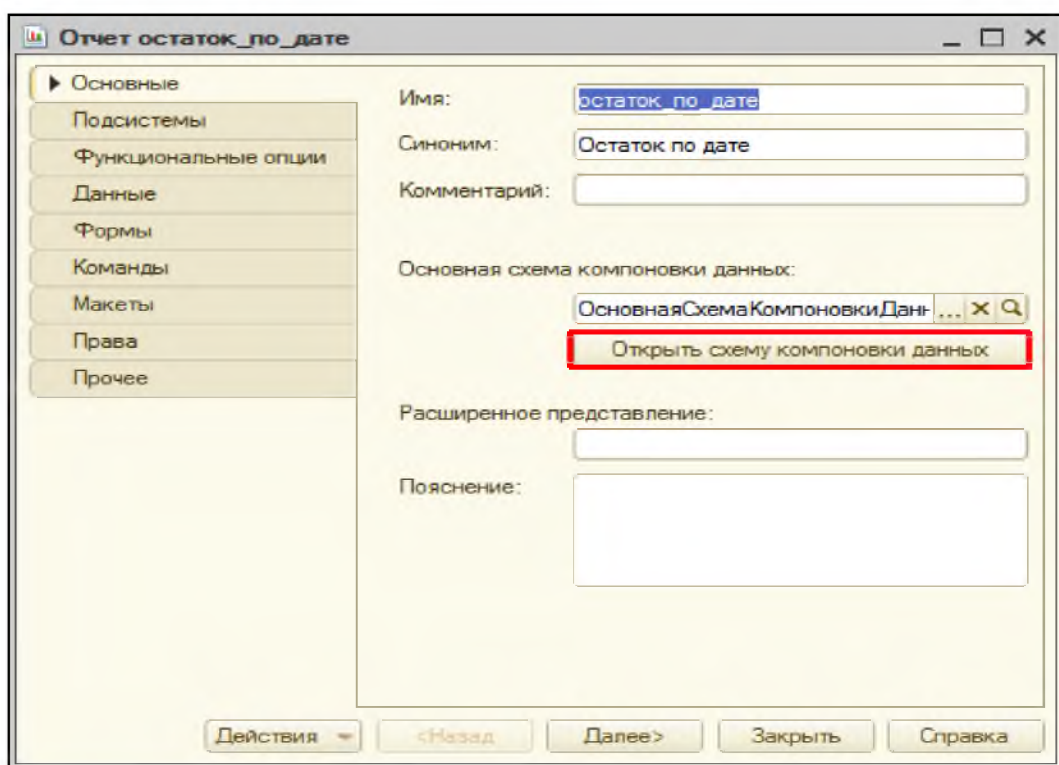 Отчет остаток_по_дате
Основные
Подсистемы
Функциональные опции
Данные
Формы
Команды
Макеты
Права
Прочее
Имя: остаток_по_дате
Синоним: Остаток по дате
Комментарий:
Основная схема компоновки данных:
ОсновнаяСхемаКомпоновкиДанн ...
Открыть схему компоновки данных
Расширенное представление:
Пояснение:
Действия <Назад Далее> Закрыть Справка